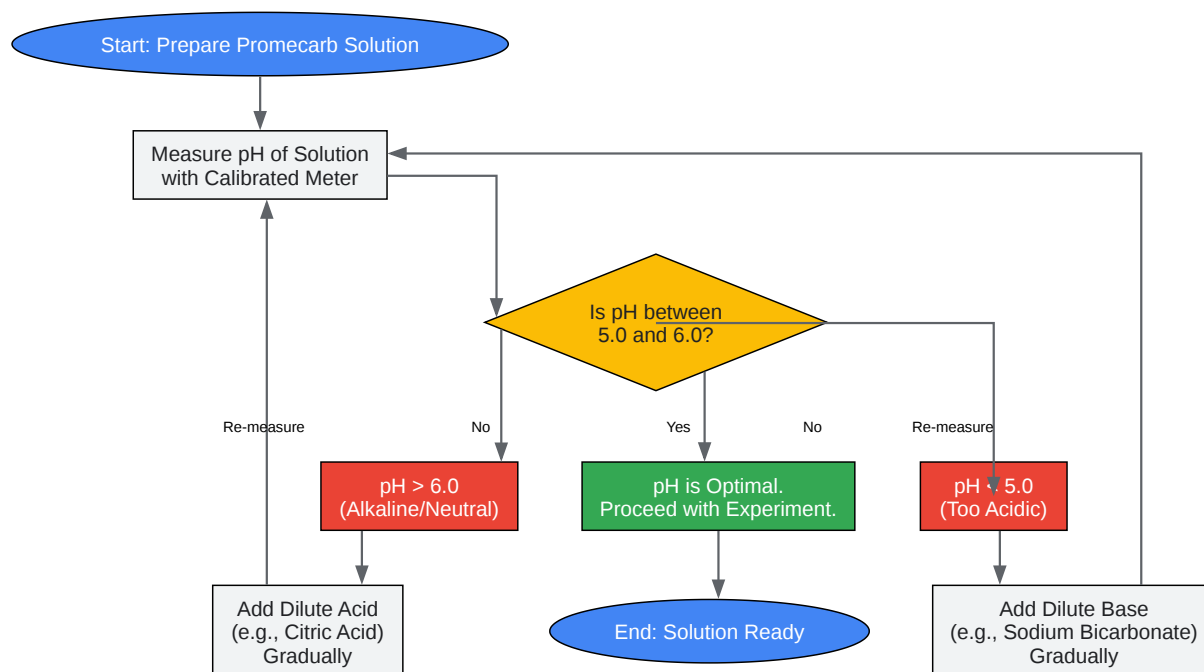 Start: Prepare Promecarb Solution
Measure pH of Solution
with Calibrated Meter
Is pH between
5.0 and 6.0?
Re-measure
No
Yes
No
Re-measure
pH > 6.0
(Alkaline/Neutral)
pH is Optimal.
Proceed with Experiment.
pH < 5.0
(Too Acidic)
Add Dilute Acid
(e.g., Citric Acid)
Gradually
End: Solution Ready
Add Dilute Base
(e.g., Sodium Bicarbonate)
Gradually